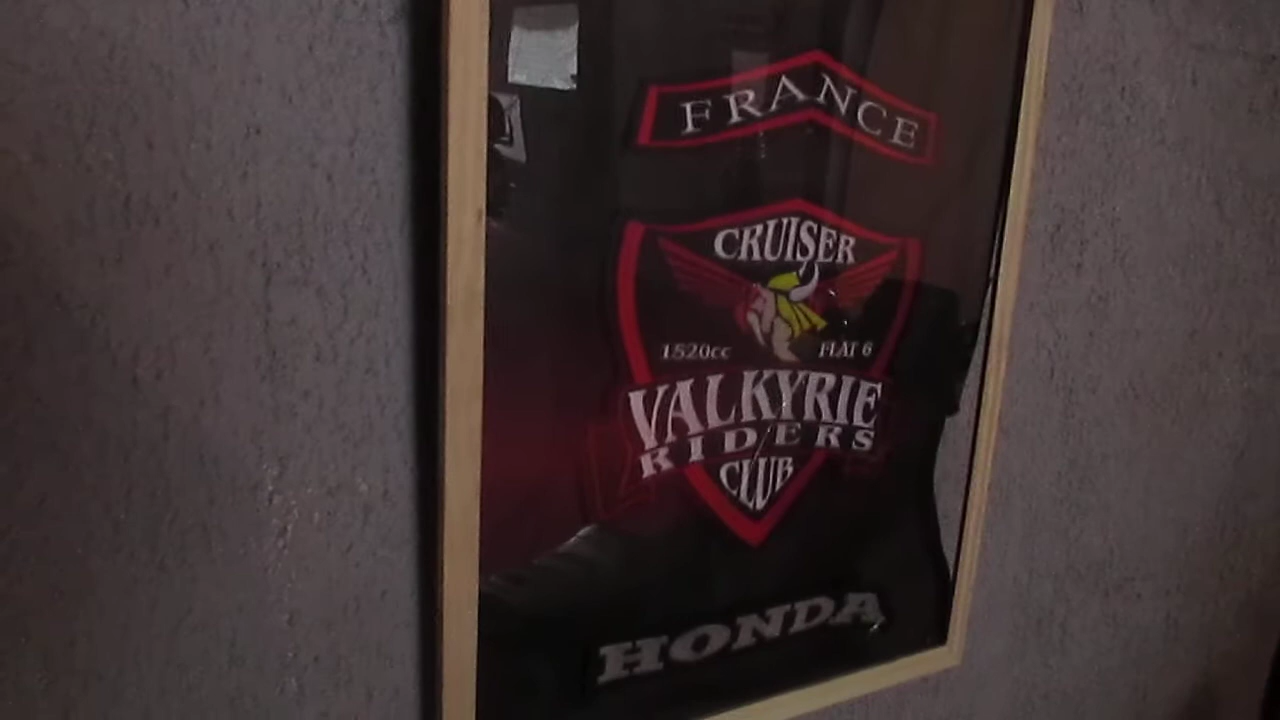 FRANCE
CRUISER
1520cc FLAT 6
VALKYRIE
RIDERS
CLUB
HONDA